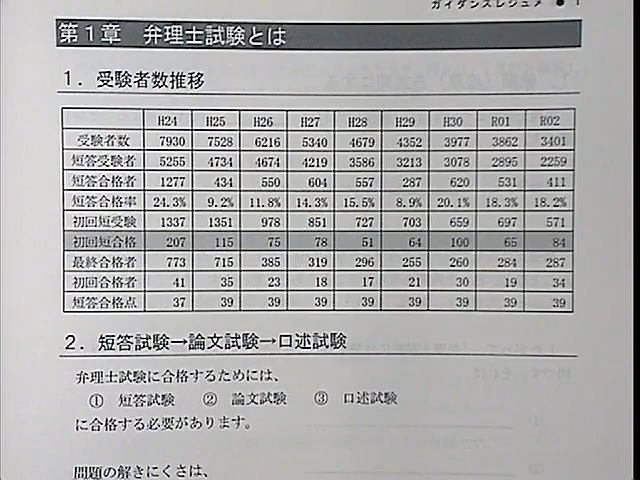 ガイダンスレジュメ ● 1
第1章 弁理士試験とは
1．受験者数推移
H24 H25 H26 H27 H28 H29 H30 R01 R02
受験者数 7930 7528 6216 5340 4679 4352 3977 3862 3401
短答受験者 5255 4734 4674 4219 3586 3213 3078 2895 2259
短答合格者 1277 434 550 604 557 287 620 531 411
短答合格率 24.3% 9.2% 11.8% 14.3% 15.5% 8.9% 20.1% 18.3% 18.2%
初回短受験 1337 1351 978 851 727 703 659 697 571
初回短合格 207 115 75 78 51 64 100 65 84
最終合格者 773 715 385 319 296 255 260 284 287
初回合格者 41 35 23 18 17 21 30 19 34
短答合格点 37 39 39 39 39 39 39 39 39
2．短答試験→論文試験→口述試験
弁理士試験に合格するためには、
① 短答試験 ② 論文試験 ③ 口述試験
に合格する必要があります。
問題の解きにくさは、